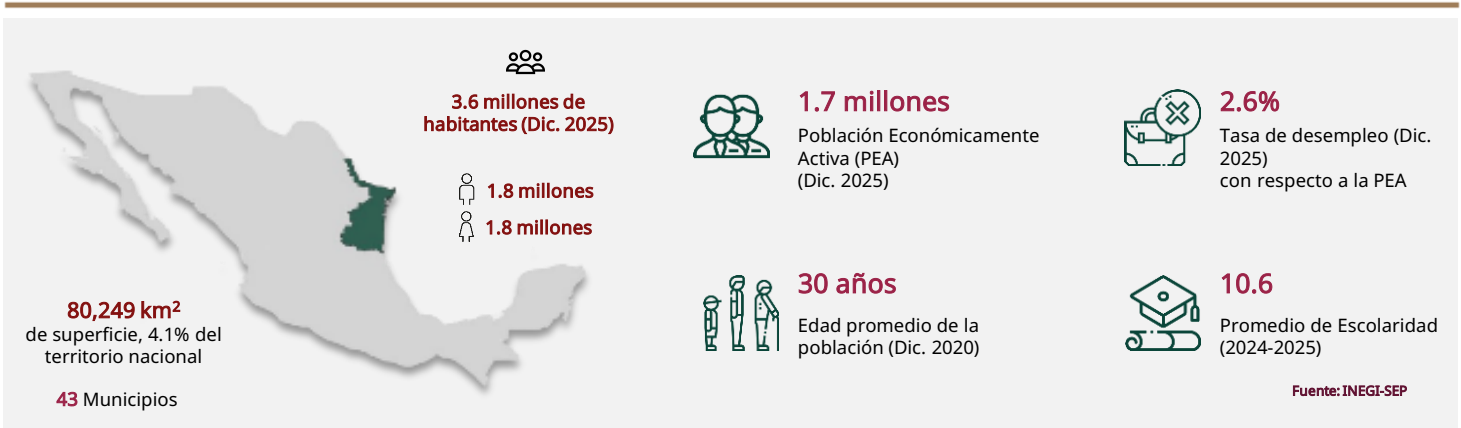 3.6 millones de
habitantes (Dic. 2025)
1.8 millones
1.8 millones
80,249 km²
de superficie, 4.1% del
territorio nacional
43 Municipios
1.7 millones
Población Económicamente
Activa (PEA)
(Dic. 2025)
2.6%
Tasa de desempleo (Dic.
2025)
con respecto a la PEA
30 años
Edad promedio de la
población (Dic. 2020)
10.6
Promedio de Escolaridad
(2024-2025)
Fuente: INEGI-SEP